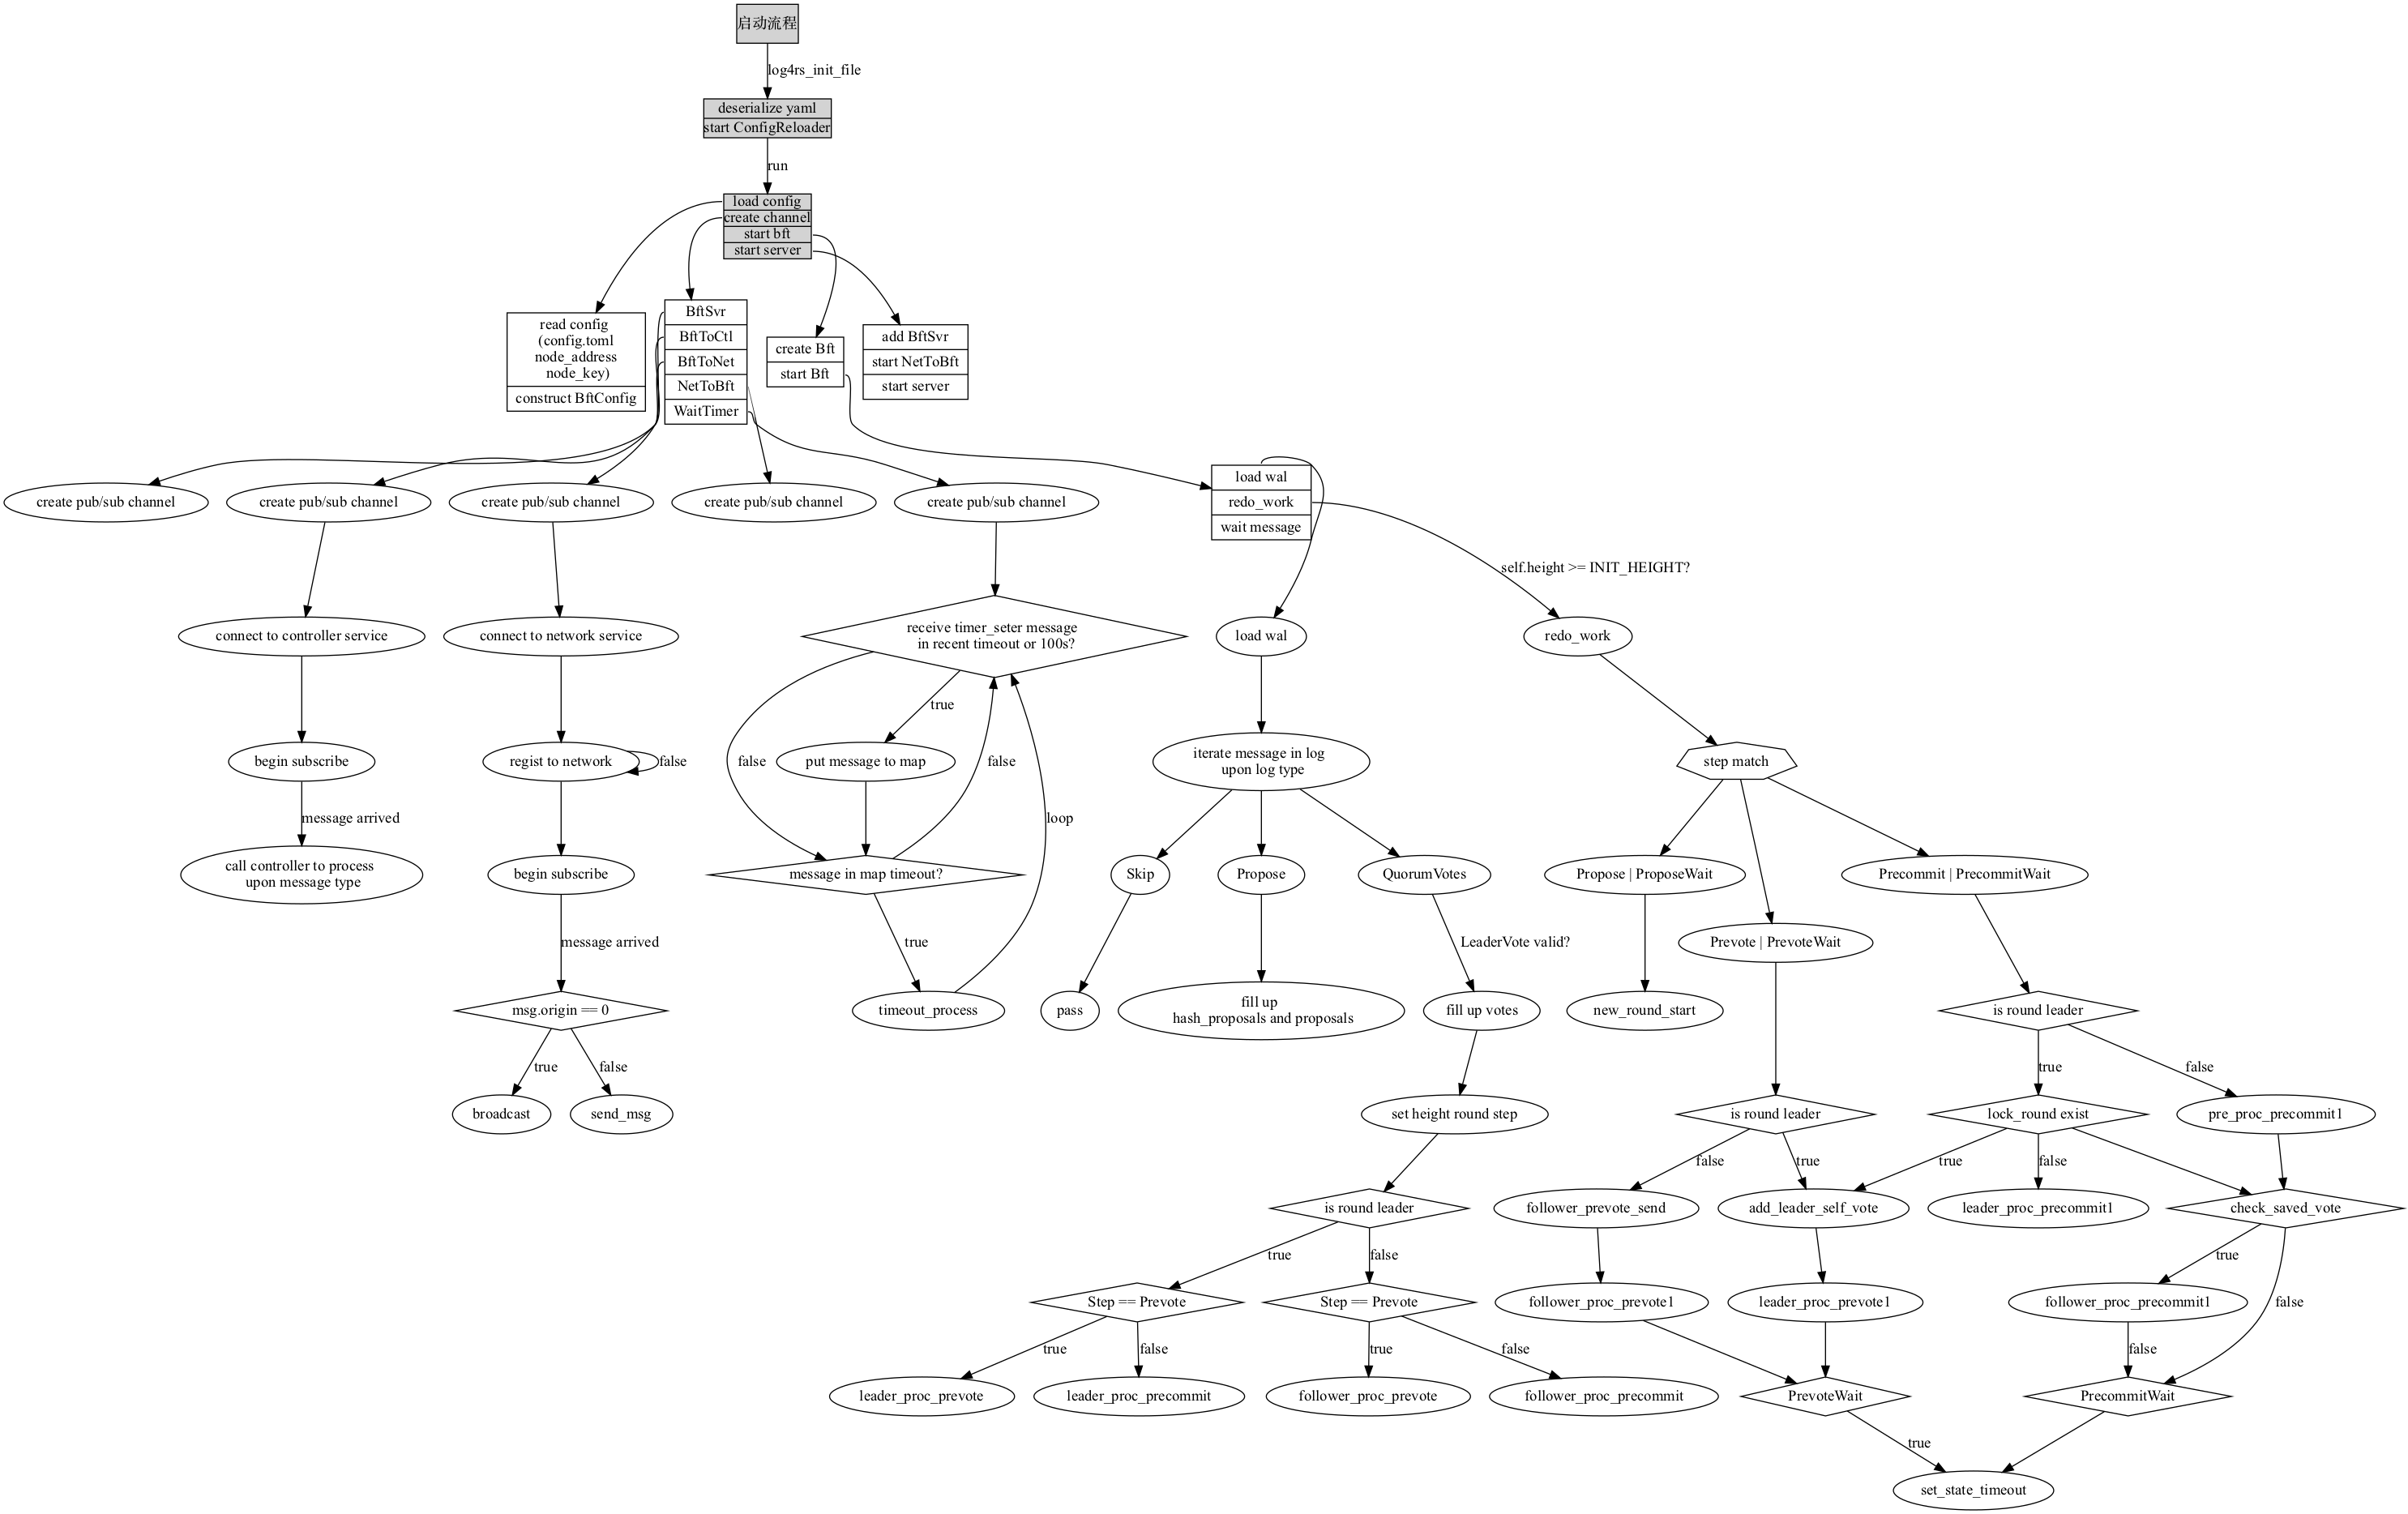 启动流程
log4rs_init_file
deserialize yaml
start ConfigReloader
run
load config
create channel
start bft
start server
read config
(config.toml
node_address
node_key)
construct BftConfig
BftSvr
BftToCtl
BftToNet
NetToBft
WaitTimer
create Bft
start Bft
add BftSvr
start NetToBft
start server
create pub/sub channel
create pub/sub channel
create pub/sub channel
create pub/sub channel
create pub/sub channel
load wal
redo_work
wait message
self.height >= INIT_HEIGHT?
connect to controller service
connect to network service
receive timer_seter message
in recent timeout or 100s?
load wal
redo_work
true
begin subscribe
regist to network
false
false
put message to map
false
iterate message in log
upon log type
step match
message arrived
loop
call controller to process
upon message type
begin subscribe
message in map timeout?
Skip
Propose
QuorumVotes
Propose | ProposeWait
Precommit | PrecommitWait
message arrived
true
LeaderVote valid?
Prevote | PrevoteWait
msg.origin == 0
timeout_process
pass
fill up
hash_proposals and proposals
fill up votes
new_round_start
is round leader
true
false
true
false
broadcast
send_msg
set height round step
is round leader
lock_round exist
pre_proc_precommit1
false
true
true
false
is round leader
follower_prevote_send
add_leader_self_vote
leader_proc_precommit1
check_saved_vote
true
false
true
Step == Prevote
Step == Prevote
follower_proc_prevote1
leader_proc_prevote1
follower_proc_precommit1
false
true
false
true
false
false
leader_proc_prevote
leader_proc_precommit
follower_proc_prevote
follower_proc_precommit
PrevoteWait
PrecommitWait
true
set_state_timeout